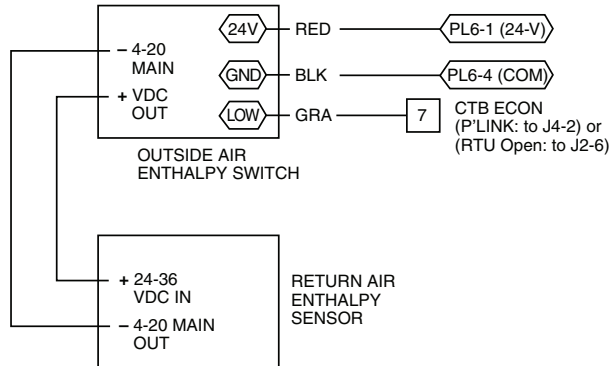 24V RED PL6-1 (24-V)
– 4-20
MAIN
GND BLK PL6-4 (COM)
+ VDC
OUT
LOW GRA 7 CTB ECON
(P'LINK: to J4-2) or
(RTU Open: to J2-6)
OUTSIDE AIR
ENTHALPY SWITCH
+ 24-36
VDC IN
– 4-20 MAIN
OUT
RETURN AIR
ENTHALPY
SENSOR